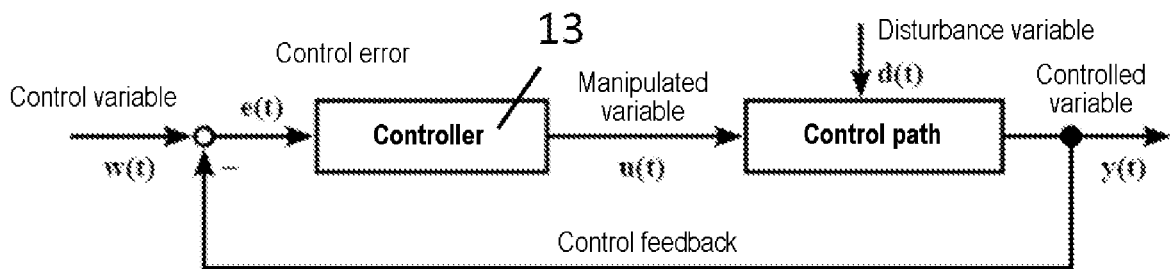 13
Disturbance variable
Control error
d(t)
Manipulated
variable
Controlled
variable
Control variable
e(t)
Controller
Control path
w(t)
–
u(t)
y(t)
Control feedback